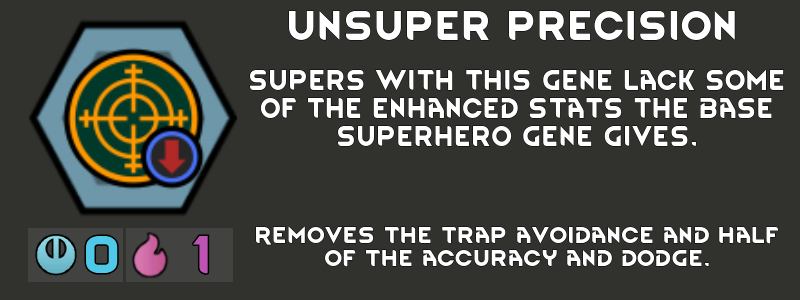 UNSUPER PRECISION
SUPERS WITH THIS GENE LACK SOME
OF THE ENHANCED STATS THE BASE
SUPERHERO GENE GIVES.
0 1
REMOVES THE TRAP AVOIDANCE AND HALF
OF THE ACCURACY AND DODGE.